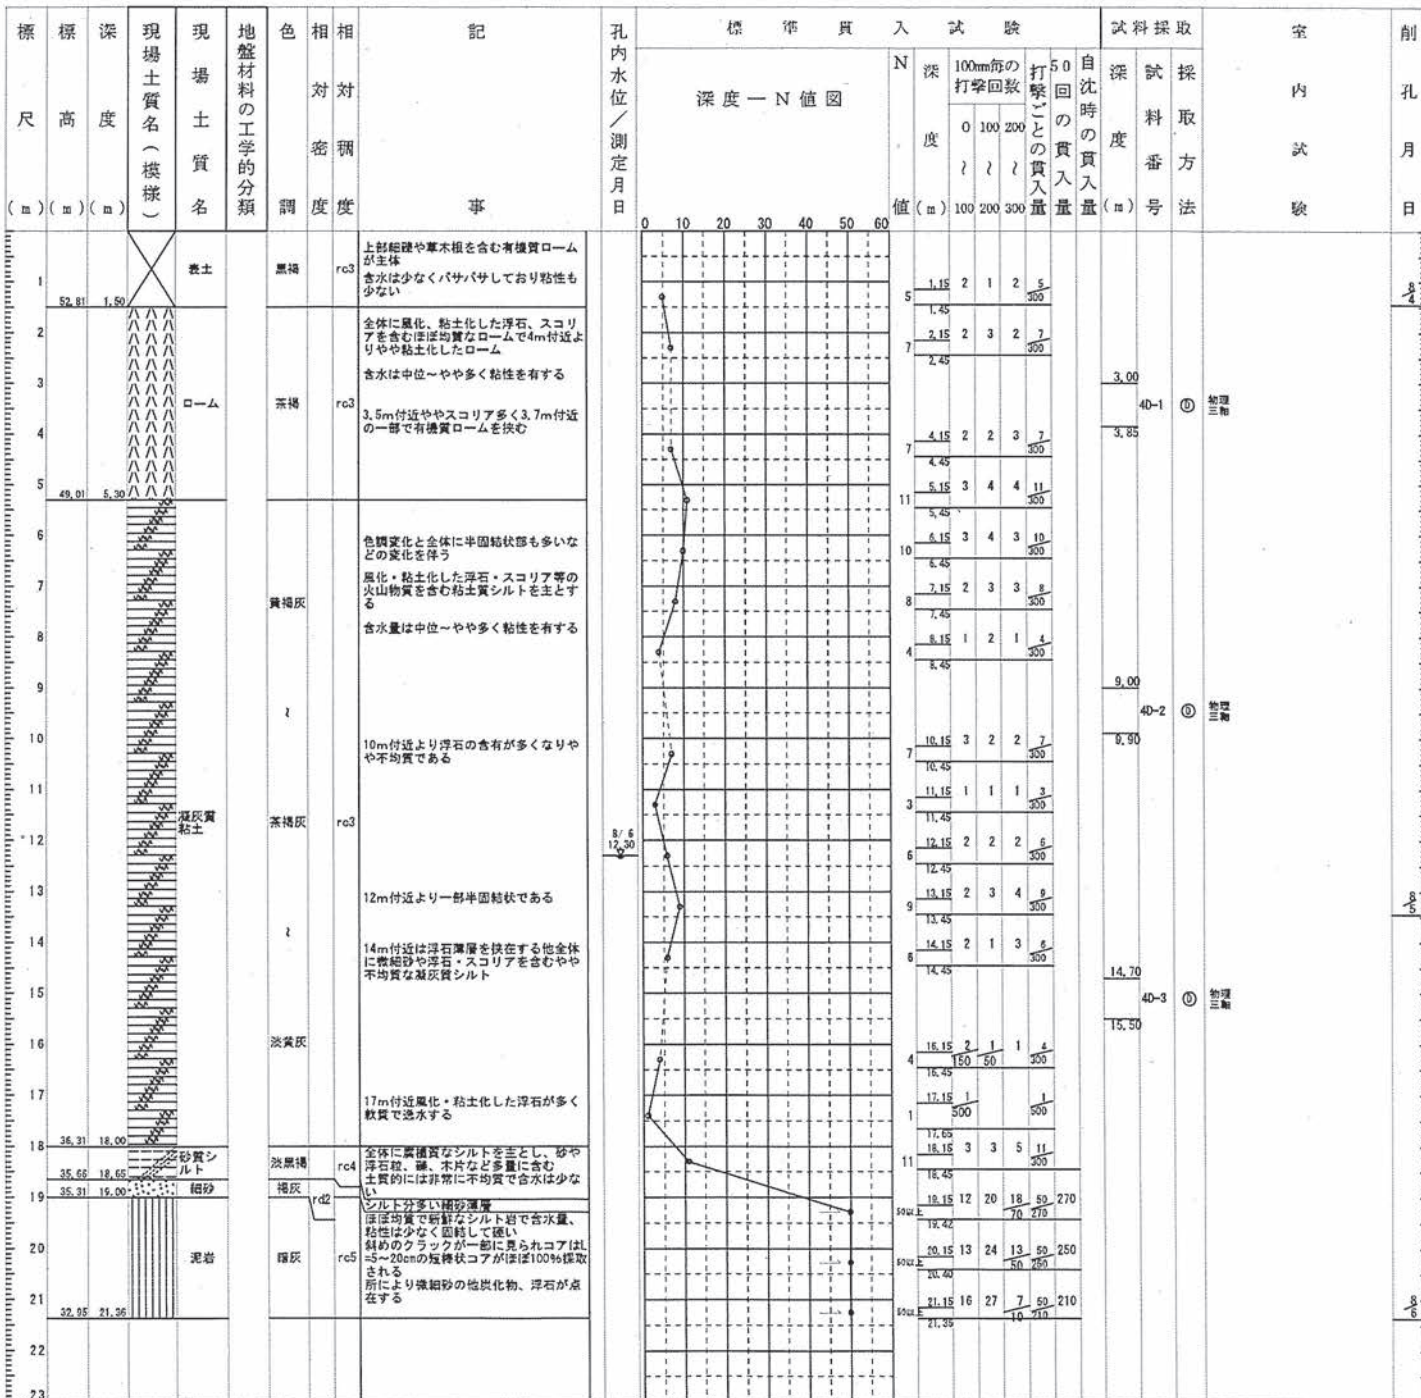 標尺(m)
標高(m)
深度(m)
現場土質名(模様)
現場土質名
地盤材料の工学的分類
色調
相対密度
相対稠度
記事
孔内水位/測定月日
標準貫入試験
深度-N値図
0 10 20 30 40 50 60
N値
深度(m)
100mm毎の打撃回数
0 100 200
~ ~ ~
100 200 300
打撃ごとの貫入量
50回の貫入量
自沈時の貫入量
試料採取
深度(m)
試料番号
採取方法
室内試験
削孔月日
1
2
3
4
5
6
7
8
9
10
11
12
13
14
15
16
17
18
19
20
21
22
23
52.81 1.50
表土
黒褐
rc3
上部細礫や草木根を含む有機質ローム
が主体
含水は少なくパサパサしており粘性も
少ない
49.01 5.30
ローム
茶褐
rc3
全体に風化、粘土化した浮石、スコリ
アを含むほぼ均質なロームで4m付近よ
りやや粘土化したローム
含水は中位~やや多く粘性を有する
3.5m付近ややスコリア多く3.7m付近
の一部で有機質ロームを挟む
36.31 18.00
凝灰質
粘土
黄褐灰
~
茶褐灰
~
淡黄灰
rc3
色調変化と全体に半固結状部も多いな
どの変化を伴う
風化・粘土化した浮石・スコリア等の
火山物質を含む粘土質シルトを主とす
る
含水量は中位~やや多く粘性を有する
10m付近より浮石の含有が多くなりや
や不均質である
12m付近より一部半固結状である
14m付近は浮石薄層を挟在する他全体
に微細砂や浮石・スコリアを含むやや
不均質な凝灰質シルト
17m付近風化・粘土化した浮石が多く
軟質で逸水する
35.66 18.65
砂質シ
ルト
淡黒褐
rc4
全体に腐植質なシルトを主とし、砂や
浮石粒、礫、木片など多量に含む
土質的には非常に不均質で含水は少な
い
35.31 19.00
細砂
褐灰
rd2
シルト分多い細砂薄層
32.95 21.36
泥岩
暗灰
rc5
ほぼ均質で新鮮なシルト岩で含水量、
粘性は少なく固結して硬い
斜めのクラックが一部に見られコアはL
=5~20cmの短棒状コアがほぼ100%採取
される
所により微細砂の他炭化物、浮石が点
在する
8/6
12.30
5 1.15 2 1 2 5/300
1.45
7 2.15 2 3 2 7/300
2.45
7 4.15 2 2 3 7/300
4.45
11 5.15 3 4 4 11/300
5.45
10 6.15 3 4 3 10/300
6.45
8 7.15 2 3 3 8/300
7.45
4 8.15 1 2 1 4/300
8.45
7 10.15 3 2 2 7/300
10.45
3 11.15 1 1 1 3/300
11.45
6 12.15 2 2 2 6/300
12.45
9 13.15 2 3 4 9/300
13.45
6 14.15 2 1 3 6/300
14.45
4 16.15 2/150 1/50 1 4/300
16.45
1 17.15 1/500 1/500
17.65
11 18.15 3 3 5 11/300
18.45
50以上 19.15 12 20 18/70 50/270 270
19.42
50以上 20.15 13 24 13/50 50/250 250
20.40
50以上 21.15 16 27 7/10 50/210 210
21.35
3.00
4D-1 D 物理
三軸
3.85
9.00
4D-2 D 物理
三軸
9.90
14.70
4D-3 D 物理
三軸
15.50
8/4
8/5
8/6